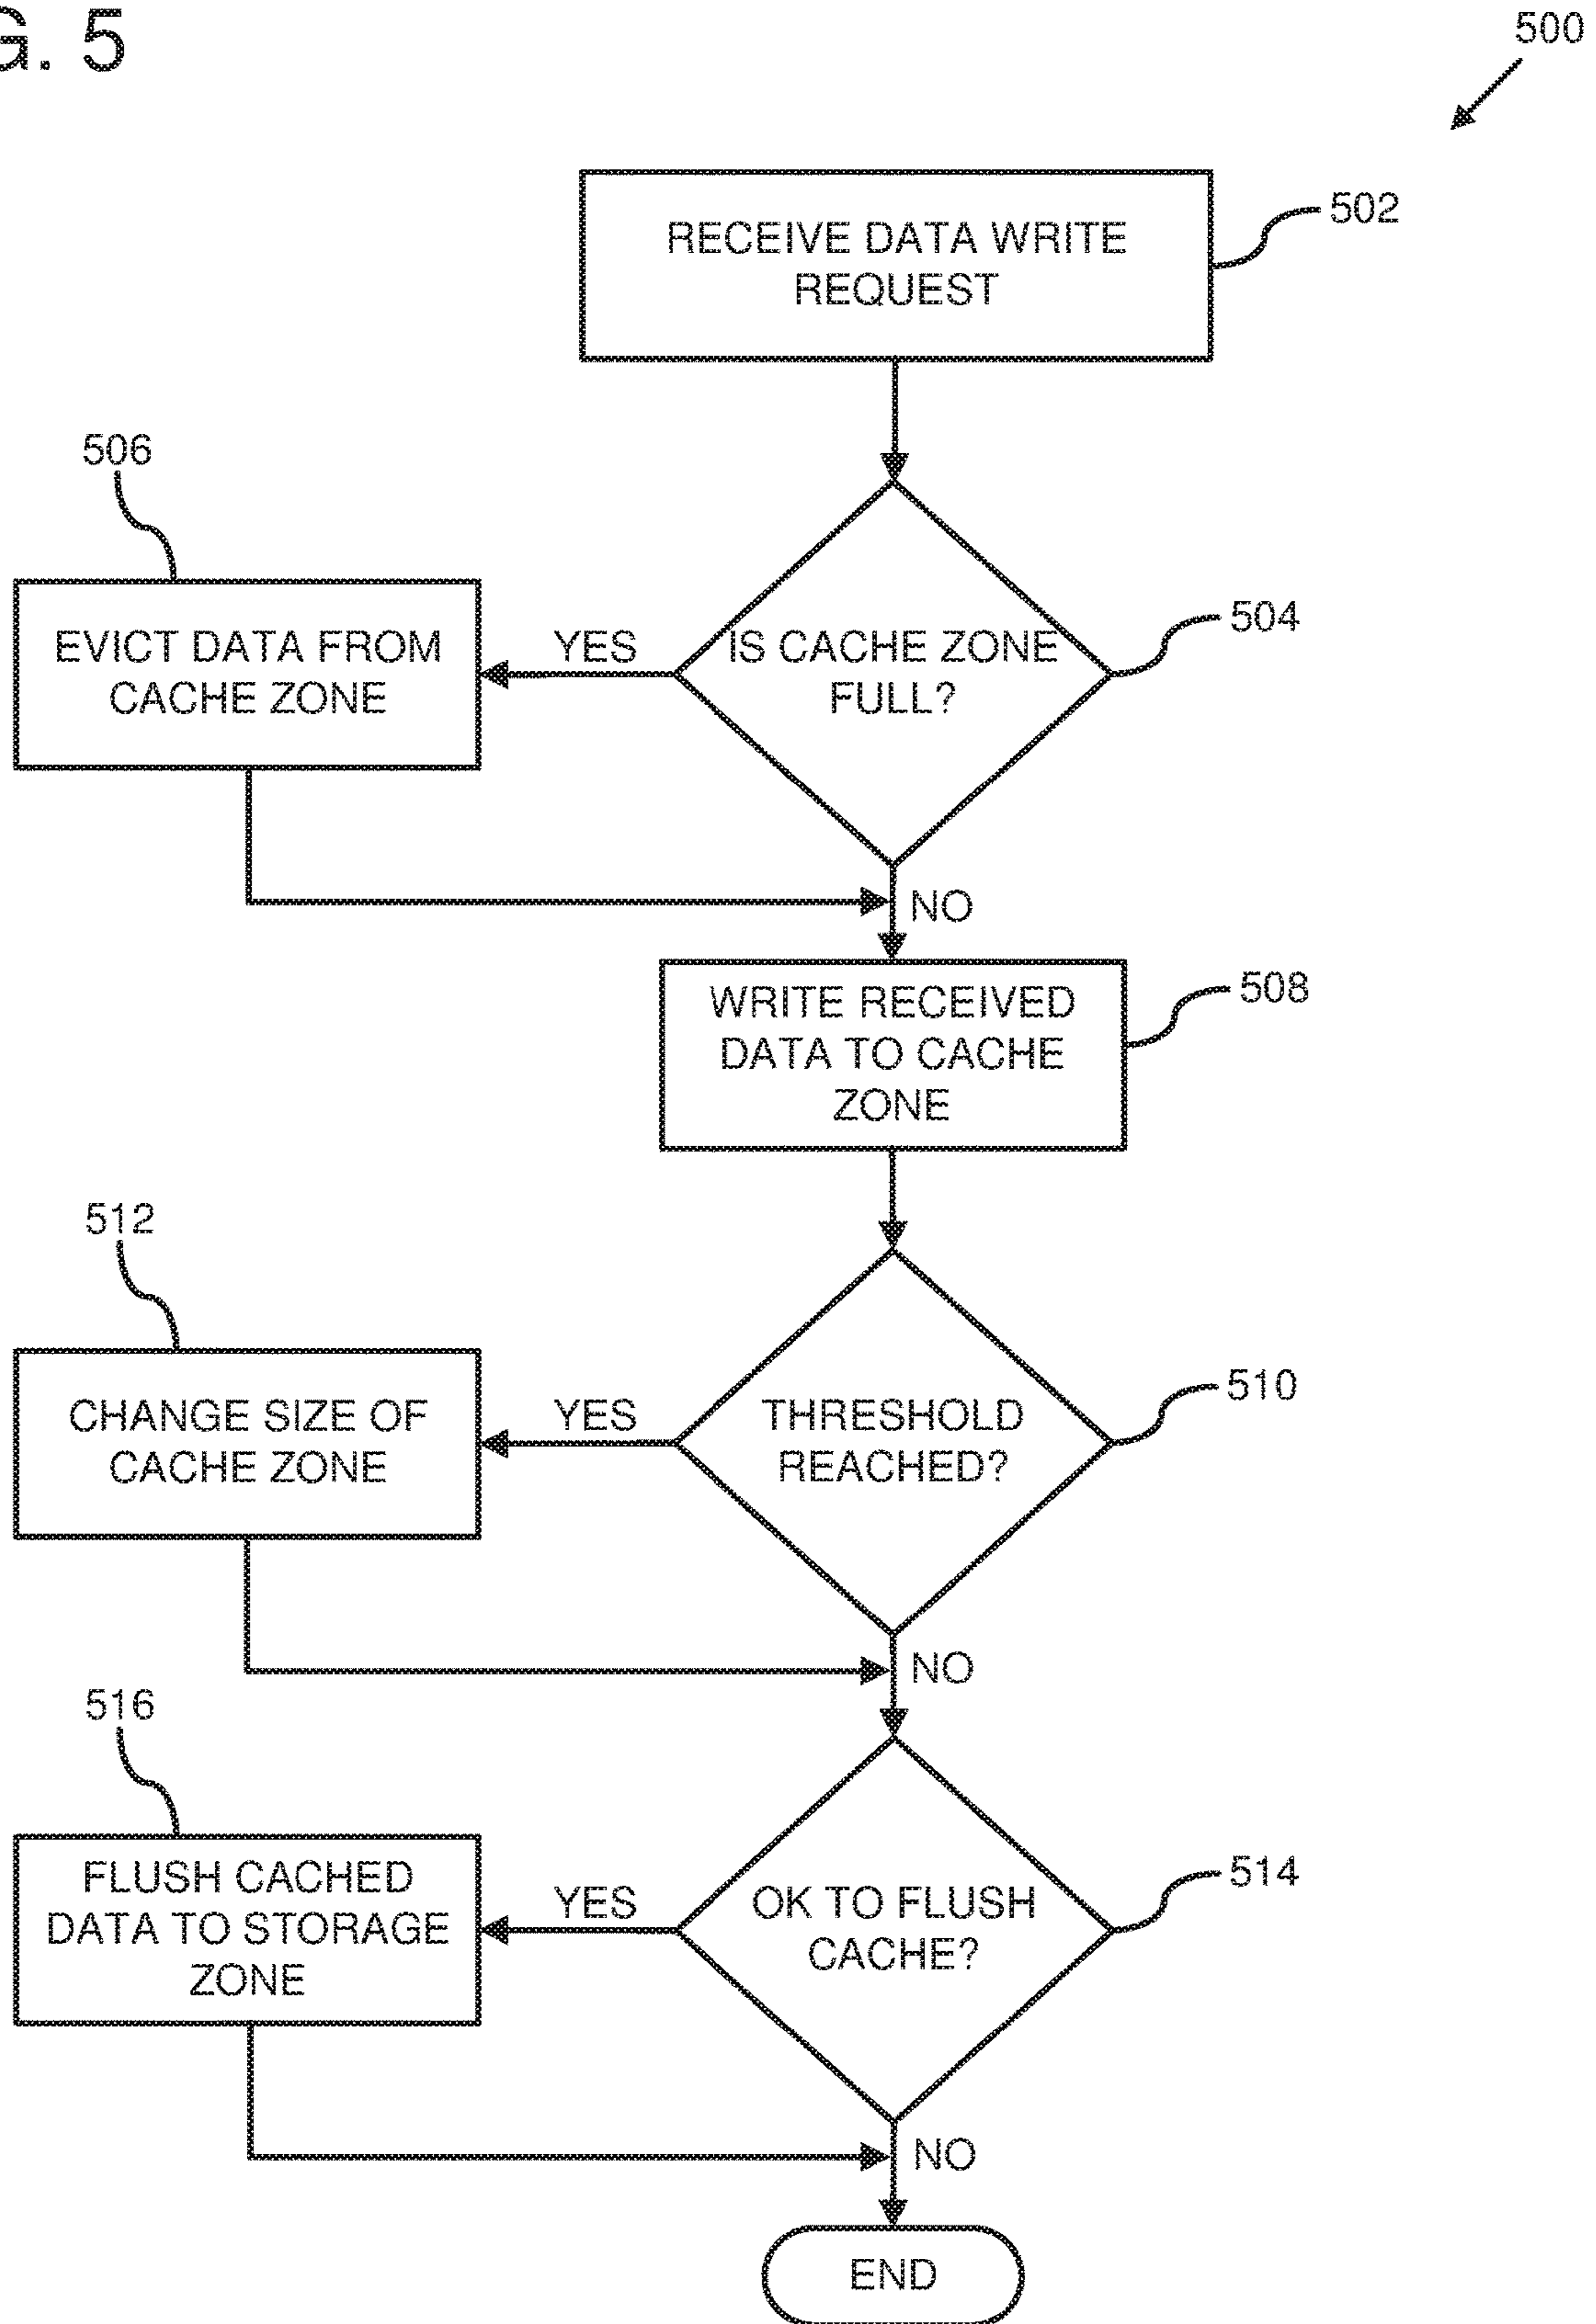 G. 5
500
RECEIVE DATA WRITE
REQUEST
502
506
EVICT DATA FROM
CACHE ZONE
YES
IS CACHE ZONE
FULL?
504
NO
WRITE RECEIVED
DATA TO CACHE
ZONE
508
512
CHANGE SIZE OF
CACHE ZONE
YES
THRESHOLD
REACHED?
510
NO
516
FLUSH CACHED
DATA TO STORAGE
ZONE
YES
OK TO FLUSH
CACHE?
514
NO
END